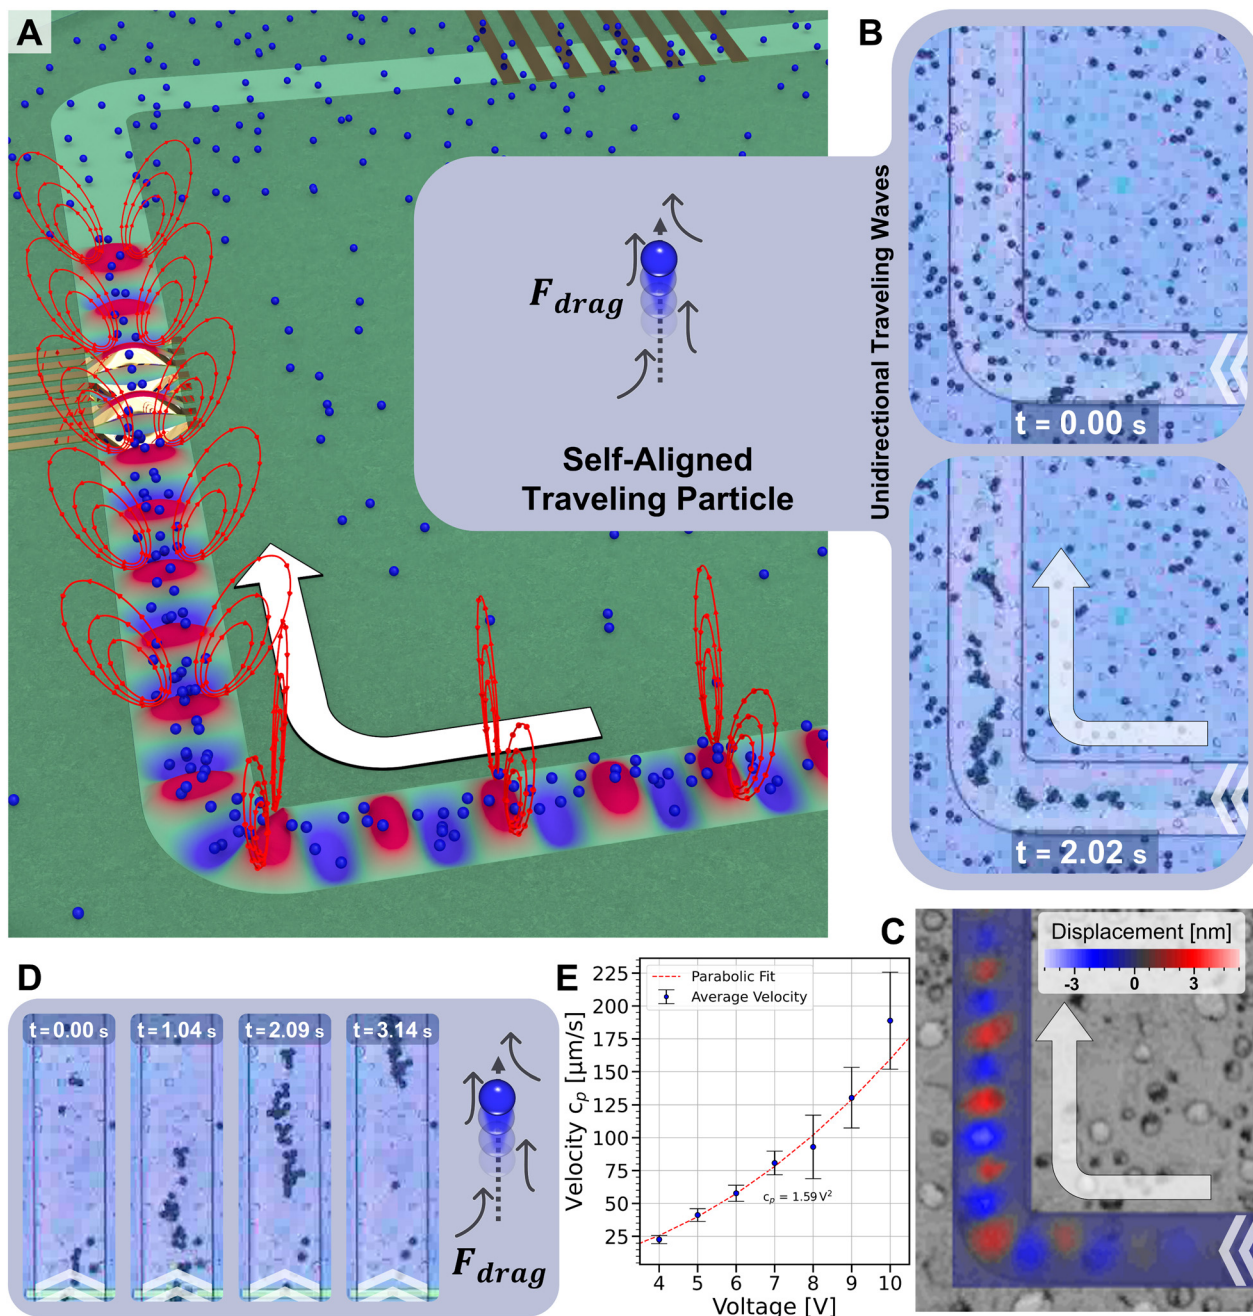 A
F_drag
Self-Aligned
Traveling Particle
Unidirectional Traveling Waves
B
t = 0.00 s
t = 2.02 s
C
Displacement [nm]
-3 0 3
D
t = 0.00 s
t = 1.04 s
t = 2.09 s
t = 3.14 s
F_drag
E
Parabolic Fit
Average Velocity
Velocity c_p [μm/s]
225
200
175
150
125
100
75
50
25
c_p = 1.59 V²
4 5 6 7 8 9 10
Voltage [V]